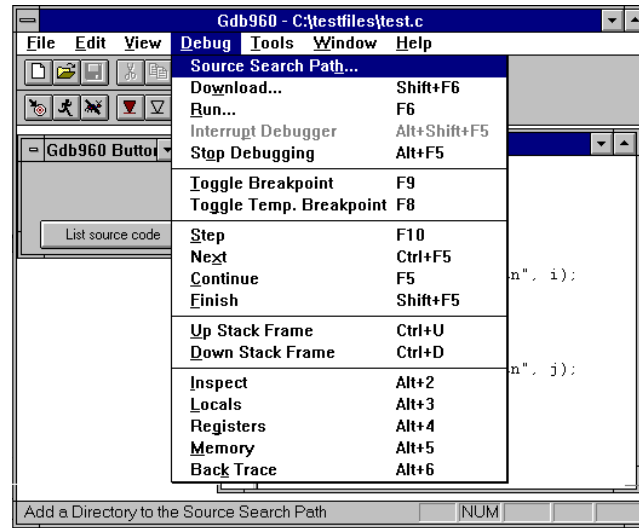 Gdb960 - C:\testfiles\test.c
File Edit View Debug Tools Window Help
Source Search Path...
Download... Shift+F6
Run... F6
Interrupt Debugger Alt+Shift+F5
Stop Debugging Alt+F5
Gdb960
Toggle Breakpoint F9
Toggle Temp. Breakpoint F8
List source code
Step F10
Next Ctrl+F5
n", i);
Continue F5
Finish Shift+F5
Up Stack Frame Ctrl+U
Down Stack Frame Ctrl+D
n", j);
Inspect Alt+2
Locals Alt+3
Registers Alt+4
Memory Alt+5
Back Trace Alt+6
Add a Directory to the Source Search Path NUM